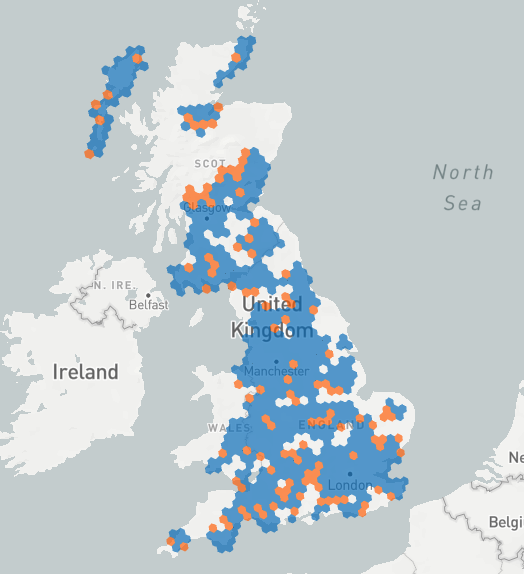 North
Sea
SCOT
Glasgow
N. IRE.
Belfast
United
Kingdom
Ireland
Manchester
WALES
ENGLAND
London
Ne
Belgi